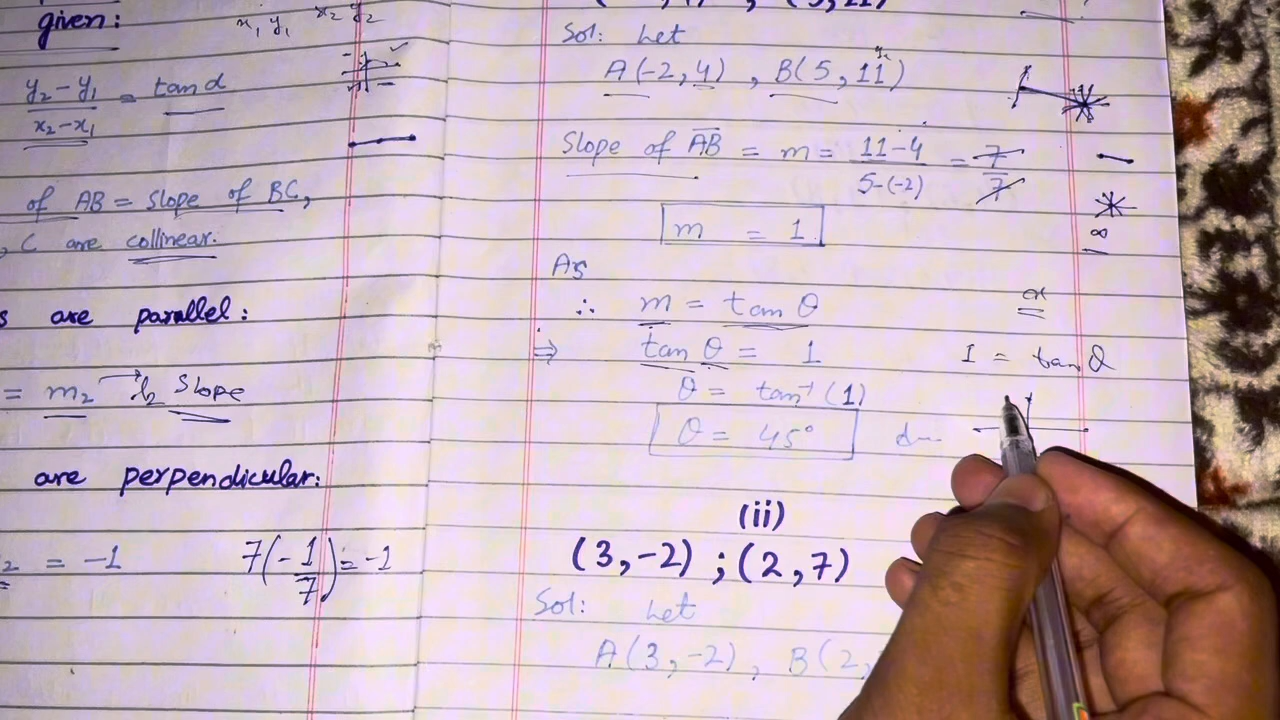 given:
x₁ y₁ x₂ y₂
y₂-y₁/x₂-x₁ = tan α
of AB = Slope of BC,
, C are collinear.
s are parallel:
= m₂ → l₂ Slope
are perpendicular:
₂ = -1 7(-1/7) = -1
Sol: Let
A(-2, 4) , B(5, 11)
Slope of AB = m = 11-4/5-(-2) = 7/7
m = 1
∞
As
∴ m = tan θ
α
⇒ tan θ = 1
1 = tan θ
θ = tan⁻¹ (1)
θ = 45°
(ii)
(3,-2) ; (2,7)
Sol: Let
A(3,-2) , B(2,